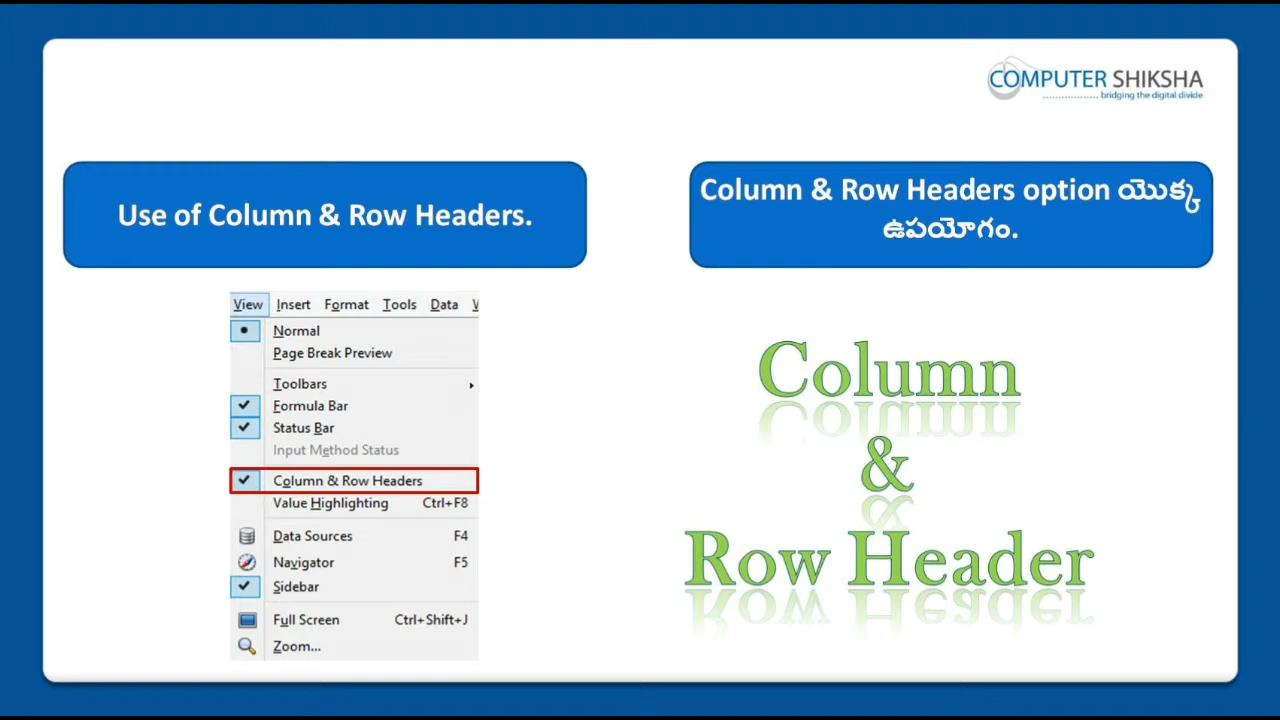 COMPUTER SHIKSHA
.................. bridging the digital divide
Use of Column & Row Headers.
Column & Row Headers option యొక్క
ఉపయోగం.
View Insert Format Tools Data
Normal
Page Break Preview
Toolbars
Formula Bar
Status Bar
Input Method Status
Column & Row Headers
Value Highlighting Ctrl+F8
Data Sources F4
Navigator F5
Sidebar
Full Screen Ctrl+Shift+J
Zoom...
Column
&
Row Header